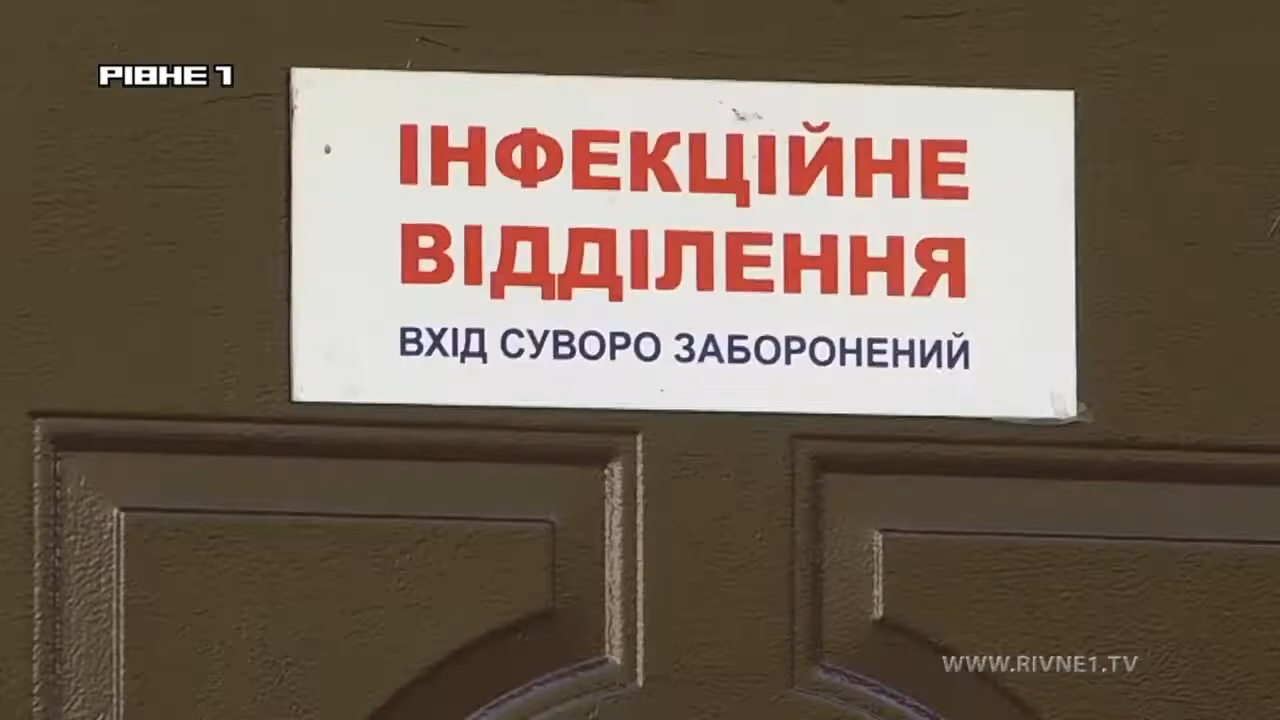 РІВНЕ 1
ІНФЕКЦІЙНЕ
ВІДДІЛЕННЯ
ВХІД СУВОРО ЗАБОРОНЕНИЙ
WWW.RIVNE1.TV